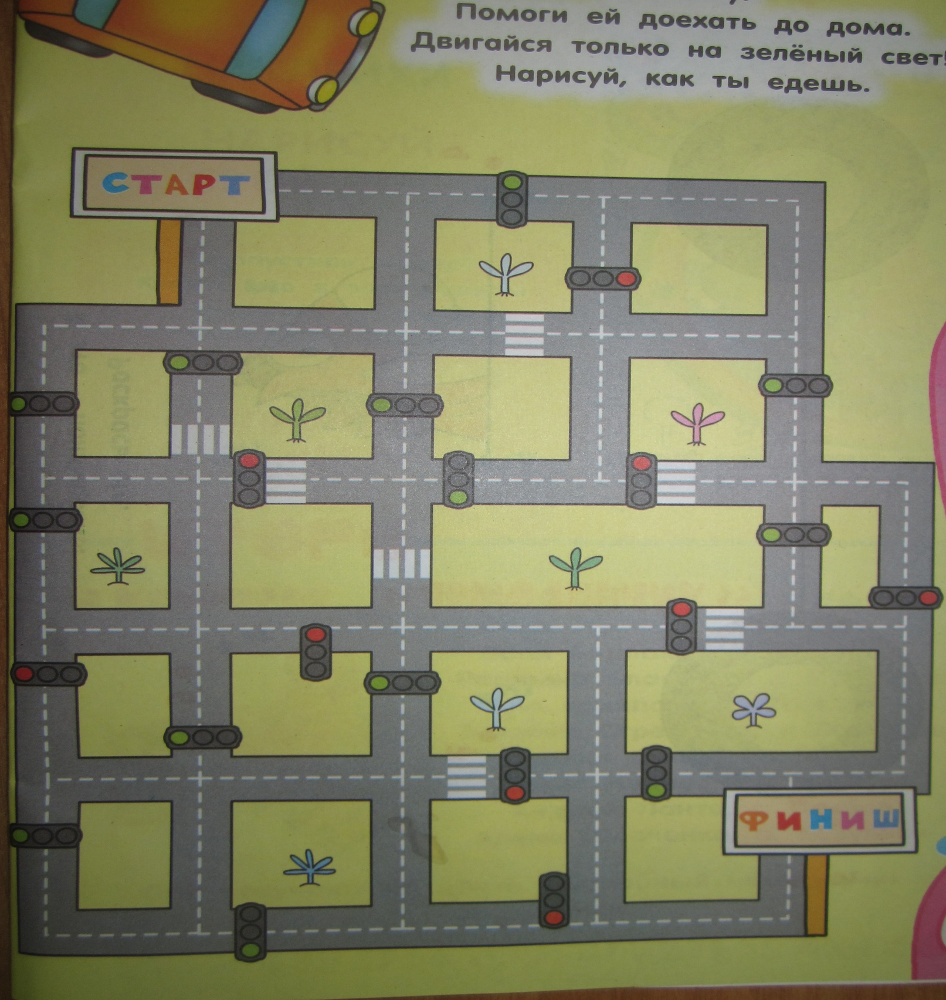 Помоги ей доехать до дома.
Двигайся только на зелёный свет!
Нарисуй, как ты едешь.
СТАРТ
ФИНИШ